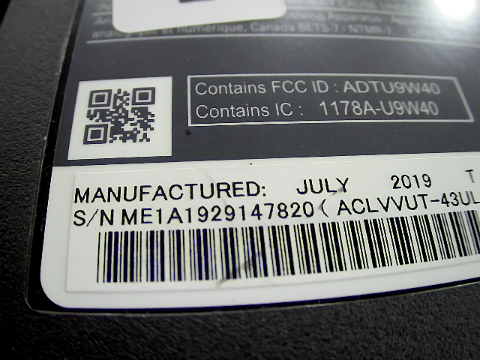 analogique et numérique, Canada BETS-7 / NTMR-7
Contains FCC ID : ADTU9W40
Contains IC : 1178A-U9W40
MANUFACTURED: JULY 2019 T
S/N ME1A1929147820 ( ACLVVUT-43UL